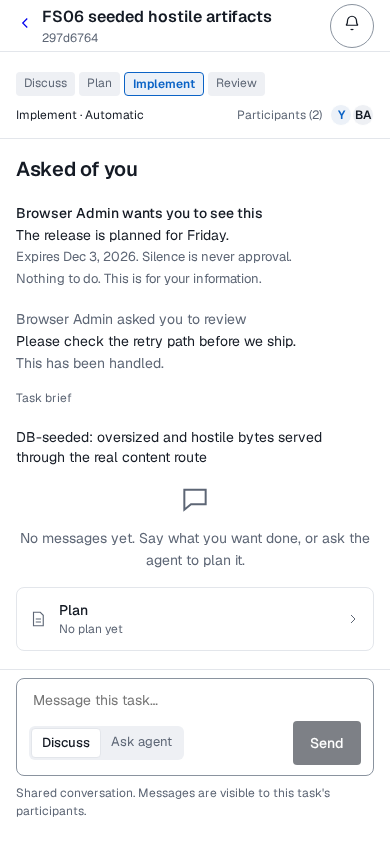 FS06 seeded hostile artifacts
297d6764
Discuss Plan Implement Review
Implement · Automatic Participants (2) Y BA
Asked of you
Browser Admin wants you to see this
The release is planned for Friday.
Expires Dec 3, 2026. Silence is never approval.
Nothing to do. This is for your information.
Browser Admin asked you to review
Please check the retry path before we ship.
This has been handled.
Task brief
DB-seeded: oversized and hostile bytes served
through the real content route
No messages yet. Say what you want done, or ask the
agent to plan it.
Plan
No plan yet
Message this task...
Discuss Ask agent Send
Shared conversation. Messages are visible to this task's
participants.